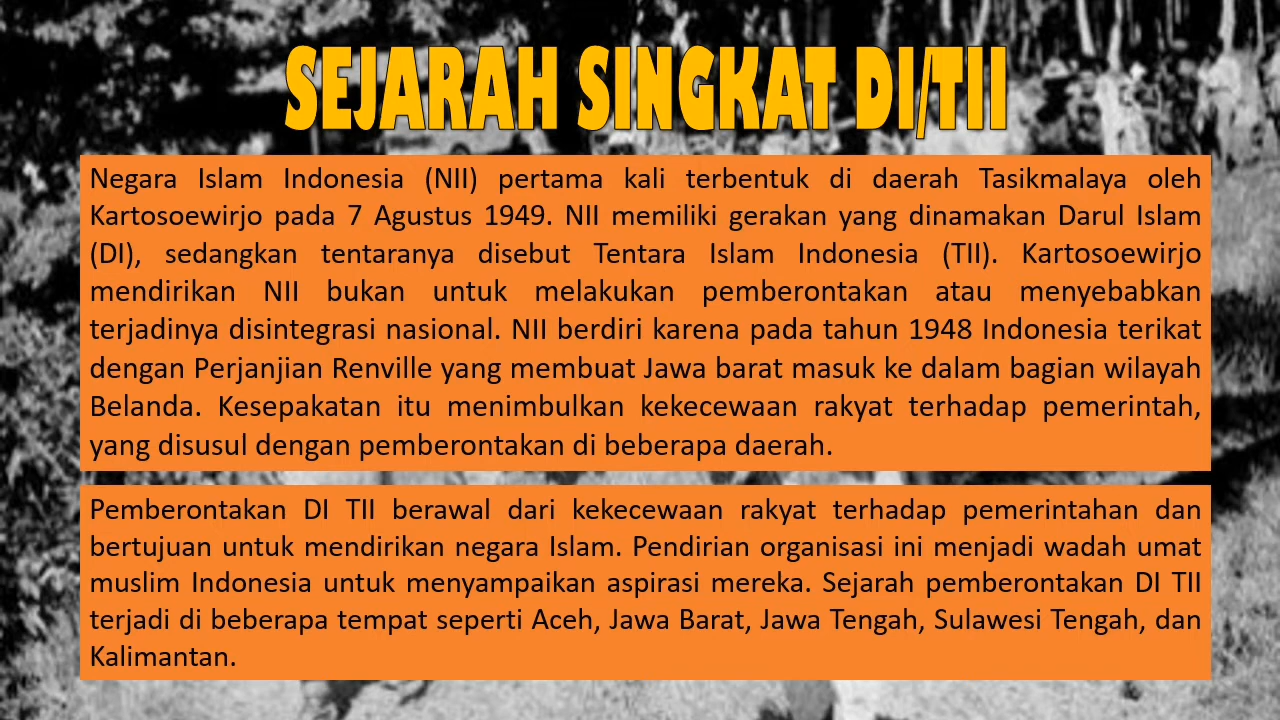 SEJARAH SINGKAT DI/TII
Negara Islam Indonesia (NII) pertama kali terbentuk di daerah Tasikmalaya oleh
Kartosoewirjo pada 7 Agustus 1949. NII memiliki gerakan yang dinamakan Darul Islam
(DI), sedangkan tentaranya disebut Tentara Islam Indonesia (TII). Kartosoewirjo
mendirikan NII bukan untuk melakukan pemberontakan atau menyebabkan
terjadinya disintegrasi nasional. NII berdiri karena pada tahun 1948 Indonesia terikat
dengan Perjanjian Renville yang membuat Jawa barat masuk ke dalam bagian wilayah
Belanda. Kesepakatan itu menimbulkan kekecewaan rakyat terhadap pemerintah,
yang disusul dengan pemberontakan di beberapa daerah.
Pemberontakan DI TII berawal dari kekecewaan rakyat terhadap pemerintahan dan
bertujuan untuk mendirikan negara Islam. Pendirian organisasi ini menjadi wadah umat
muslim Indonesia untuk menyampaikan aspirasi mereka. Sejarah pemberontakan DI TII
terjadi di beberapa tempat seperti Aceh, Jawa Barat, Jawa Tengah, Sulawesi Tengah, dan
Kalimantan.